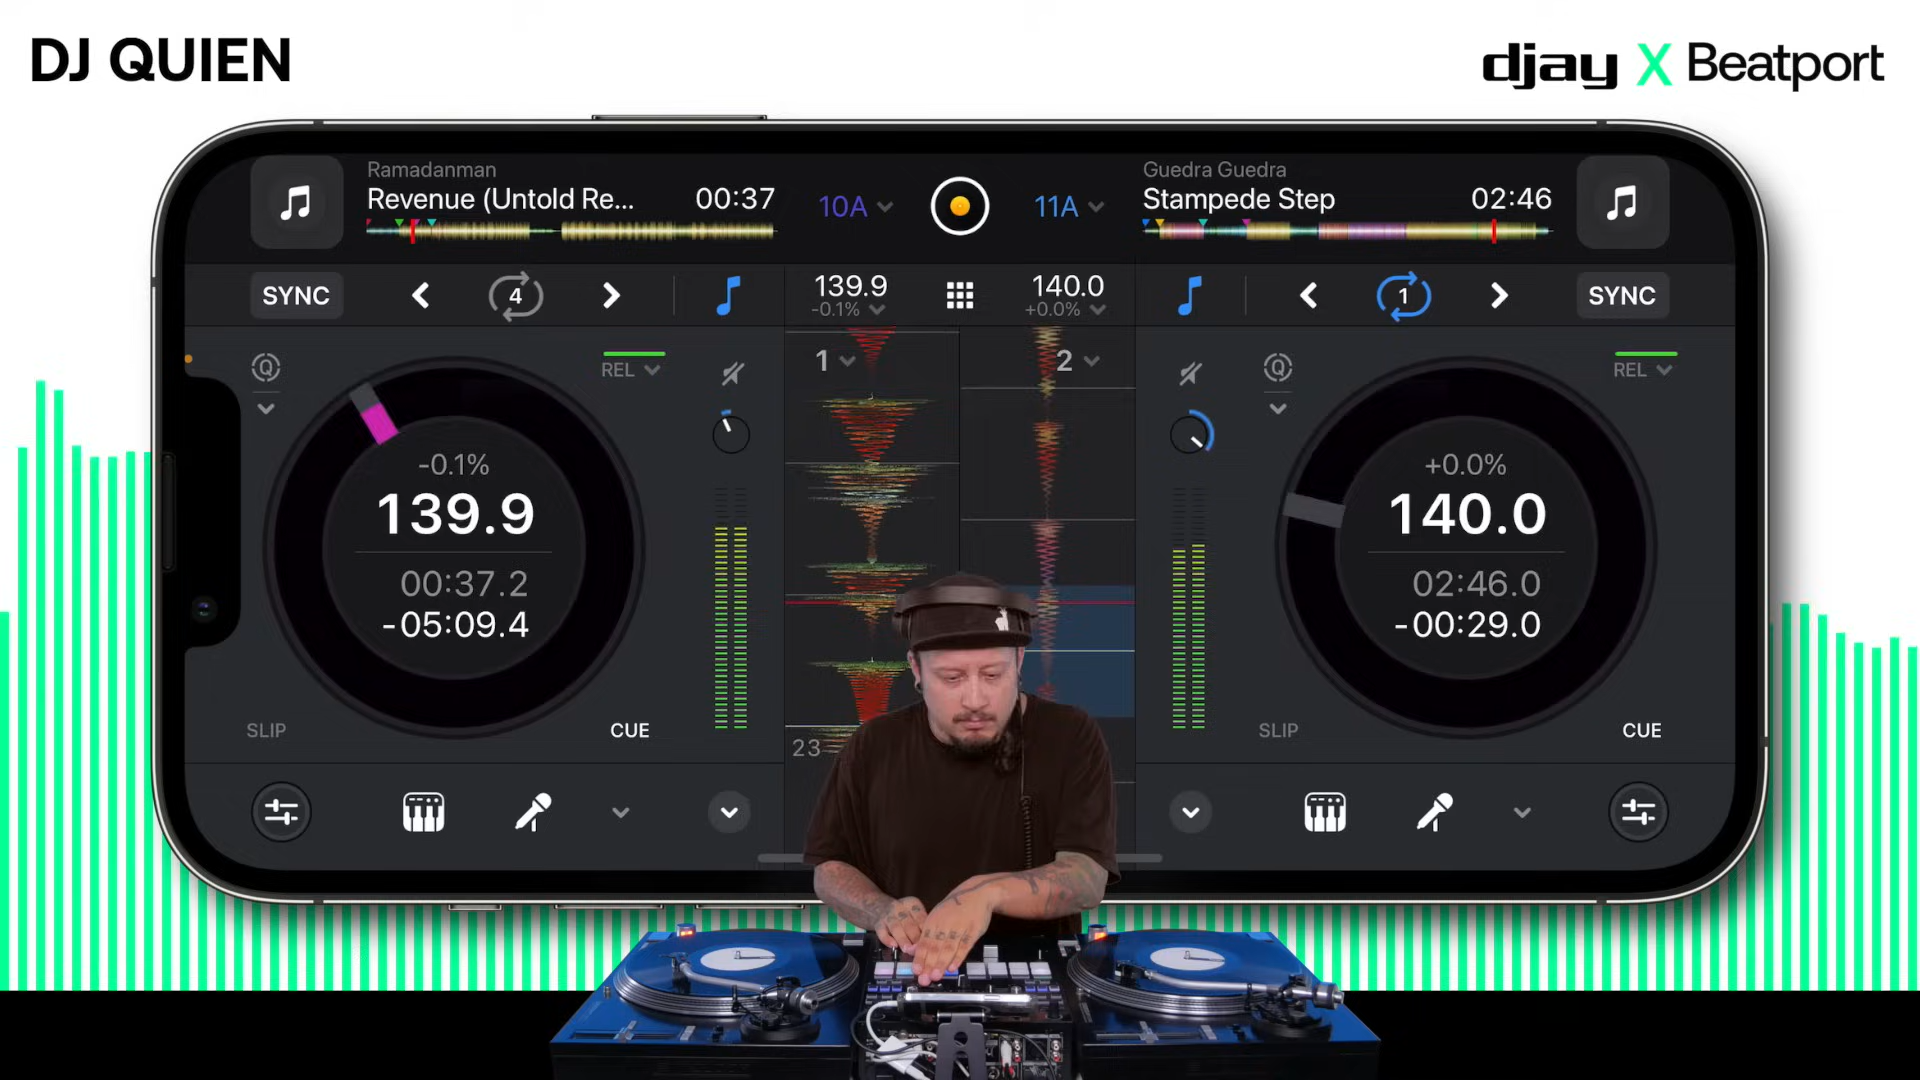 DJ QUIEN
djay X Beatport
Ramadanman
Revenue (Untold Re...
00:37
10A
11A
Guedra Guedra
Stampede Step
02:46
SYNC
4
139.9
-0.1%
140.0
+0.0%
1
SYNC
Q
REL
1
2
Q
REL
-0.1%
139.9
00:37.2
-05:09.4
+0.0%
140.0
02:46.0
-00:29.0
SLIP
CUE
23
SLIP
CUE